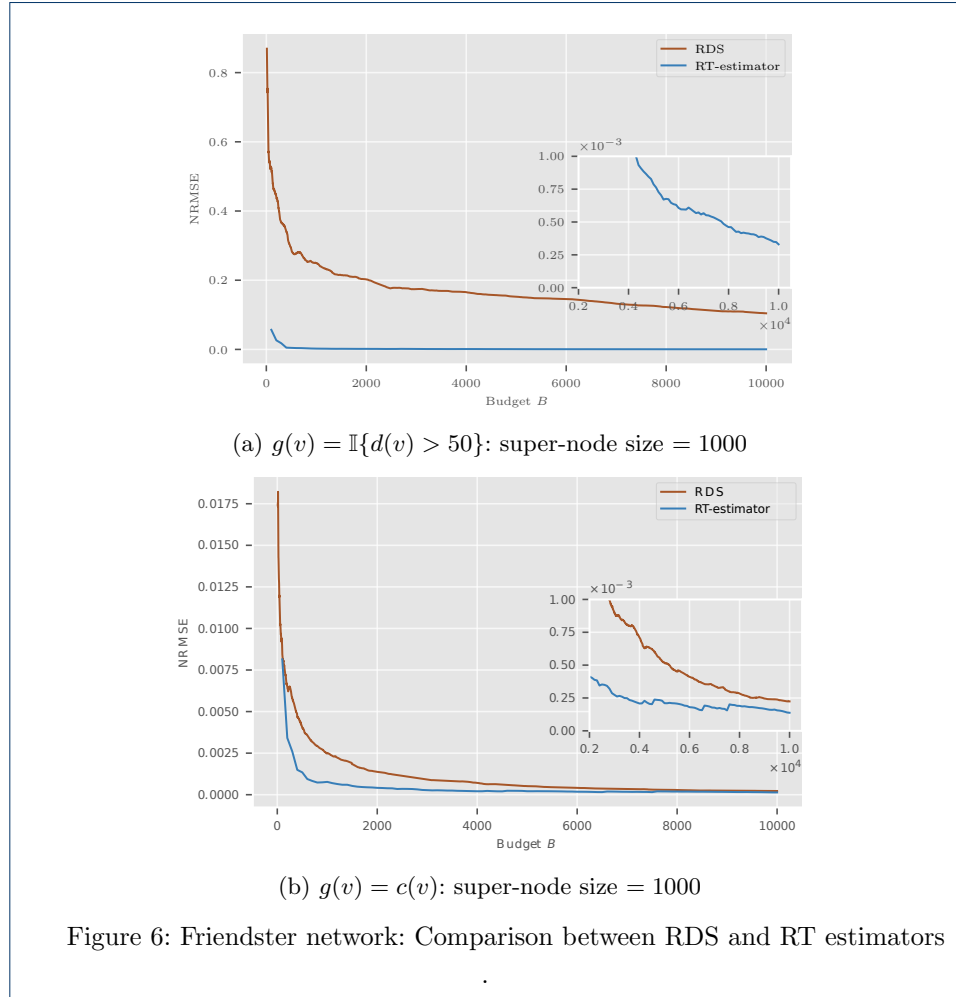 RDS
RT-estimator
NRMSE
0.8
0.6
0.4
0.2
0.0
×10⁻³
1.00
0.75
0.50
0.25
0.00
0.2 0.4 0.6 0.8 1.0
×10⁴
0 2000 4000 6000 8000 10000
Budget B
(a) g(v) = 𝕀{d(v) > 50}: super-node size = 1000
RDS
RT-estimator
NRMSE
0.0175
0.0150
0.0125
0.0100
0.0075
0.0050
0.0025
0.0000
×10⁻³
1.00
0.75
0.50
0.25
0.00
0.2 0.4 0.6 0.8 1.0
×10⁴
0 2000 4000 6000 8000 10000
Budget B
(b) g(v) = c(v): super-node size = 1000
Figure 6: Friendster network: Comparison between RDS and RT estimators
.